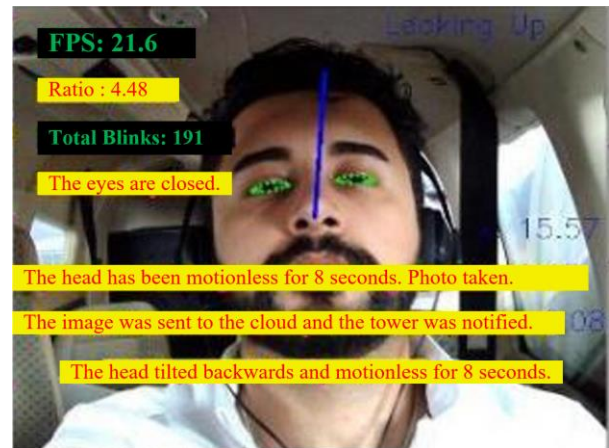 Looking Up
FPS: 21.6
Ratio : 4.48
Total Blinks: 191
The eyes are closed.
15.57
The head has been motionless for 8 seconds. Photo taken.
The image was sent to the cloud and the tower was notified.
08
The head tilted backwards and motionless for 8 seconds.